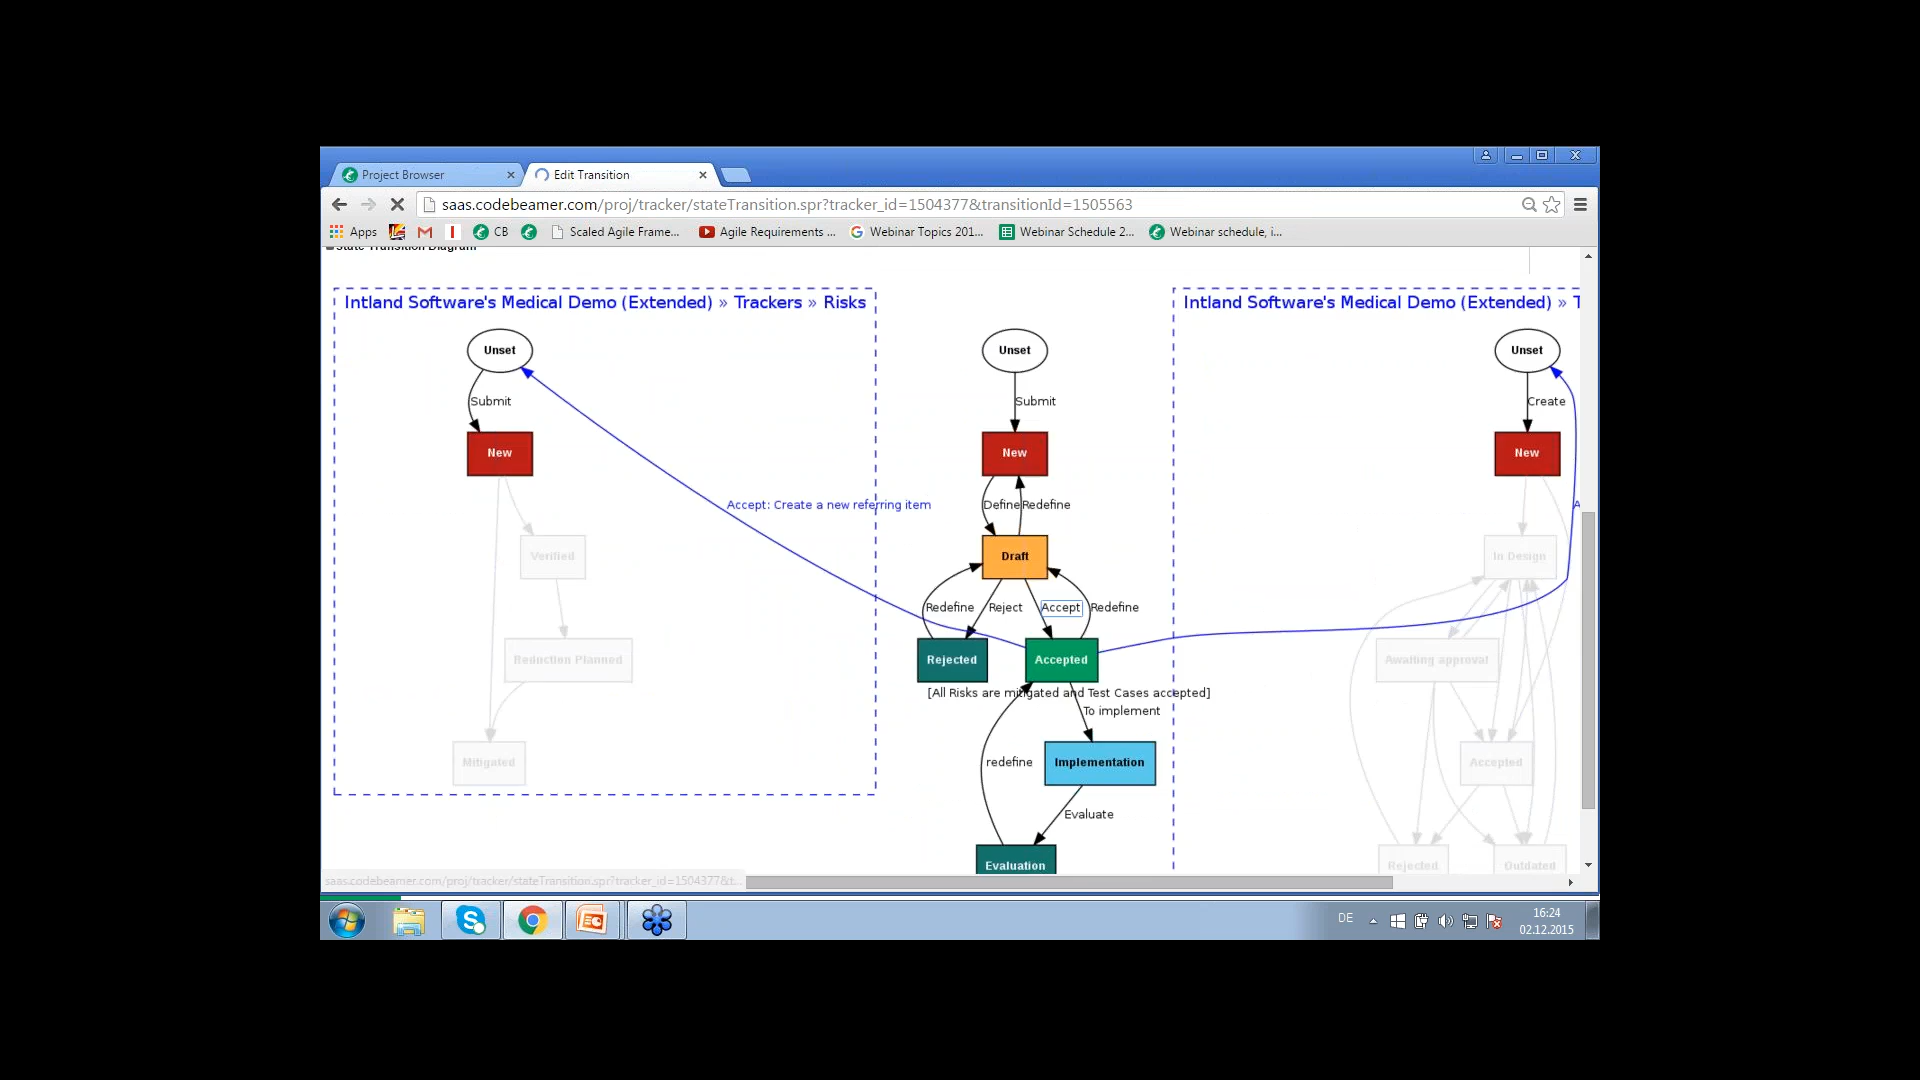 Project Browser
Edit Transition
saas.codebeamer.com/proj/tracker/stateTransition.spr?tracker_id=1504377&transitionId=1505563
Apps
CB
Scaled Agile Frame...
Agile Requirements ...
Webinar Topics 201...
Webinar Schedule 2...
Webinar schedule, i...
State Transition Diagram
Intland Software's Medical Demo (Extended) » Trackers » Risks
Unset
Submit
New
Accept: Create a new referring item
Verified
Reduction Planned
Mitigated
Unset
Submit
New
Define
Redefine
Draft
Redefine
Reject
Accept
Redefine
Rejected
Accepted
[All Risks are mitigated and Test Cases accepted]
To implement
redefine
Implementation
Evaluate
Evaluation
Intland Software's Medical Demo (Extended) » T
Unset
Create
New
A
In Design
Awaiting approval
Accepted
Rejected
Outdated
saas.codebeamer.com/proj/tracker/stateTransition.spr?tracker_id=1504377&t...
DE
16:24
02.12.2015